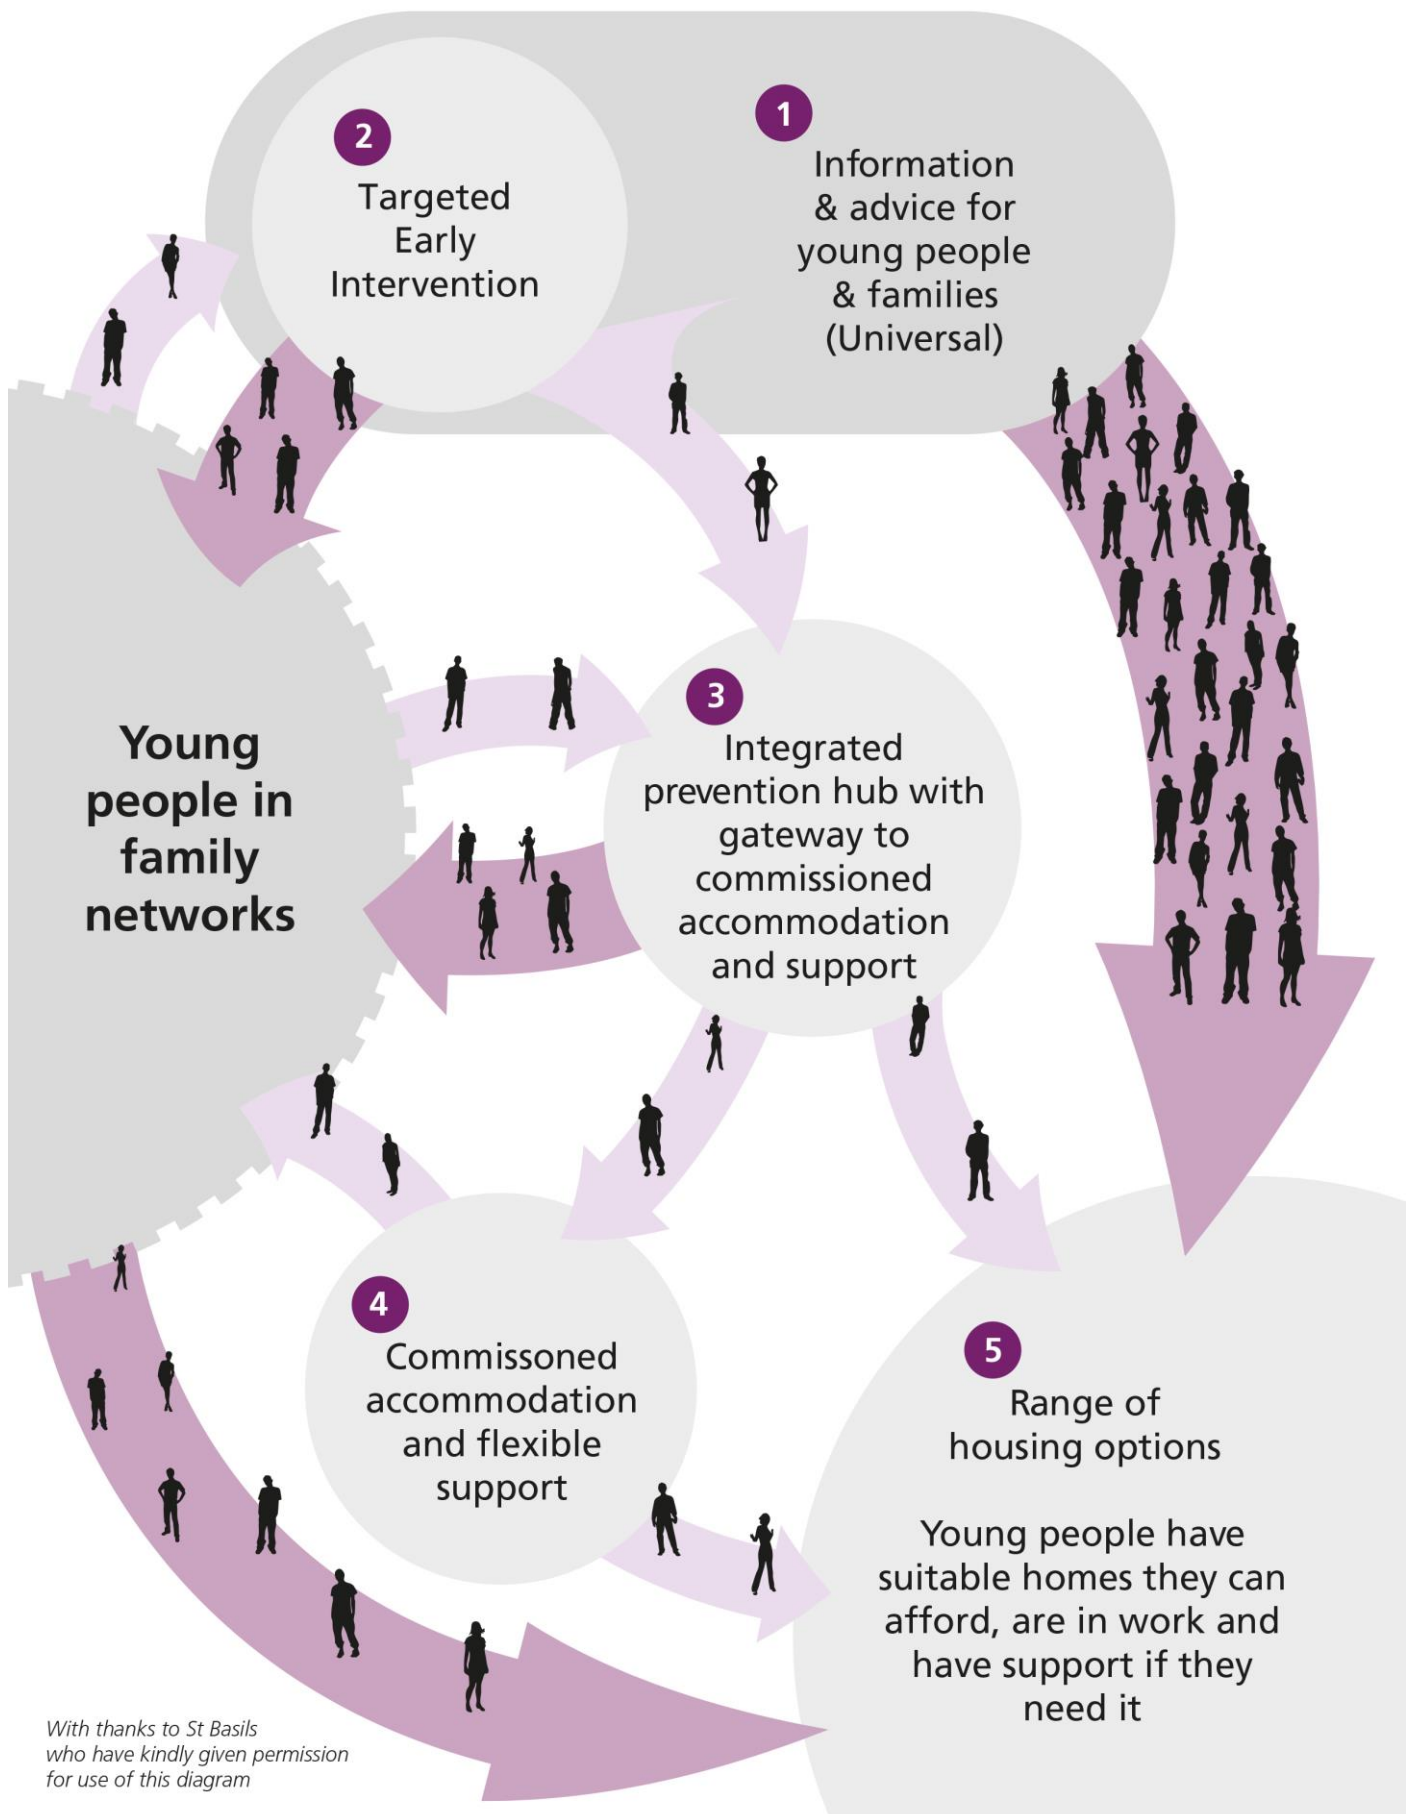 1
Information
& advice for
young people
& families
(Universal)
2
Targeted
Early
Intervention
Young
people in
family
networks
3
Integrated
prevention hub with
gateway to
commissioned
accommodation
and support
4
Commissoned
accommodation
and flexible
support
5
Range of
housing options
Young people have
suitable homes they can
afford, are in work and
have support if they
need it
With thanks to St Basils
who have kindly given permission
for use of this diagram